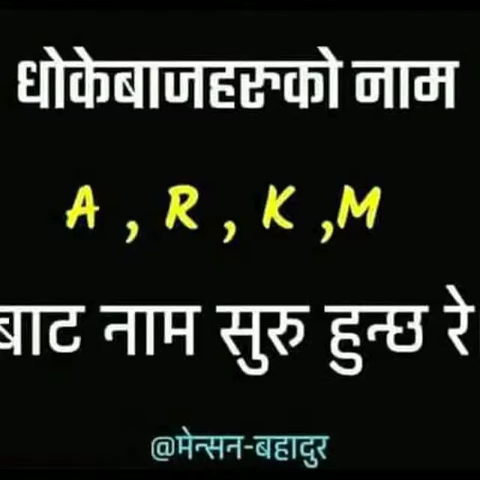 धोकेबाजहरुको नाम
A , R , K ,M
बाट नाम सुरु हुन्छ रे
@मेन्सन-बहादुर